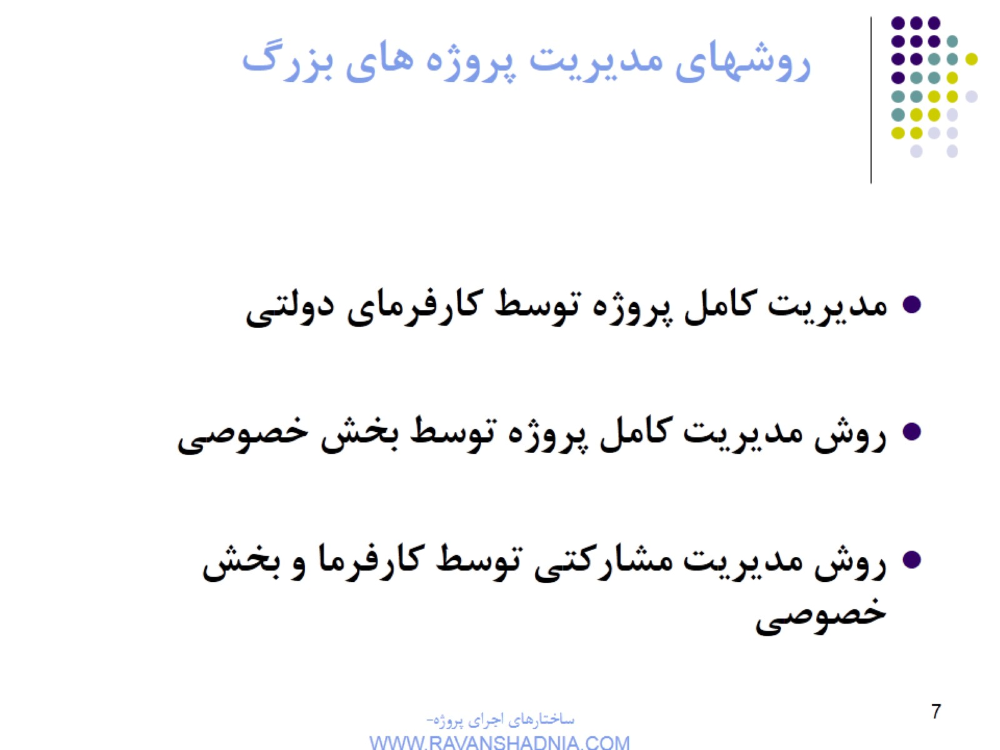 روشهای مدیریت پروژه های بزرگ
مدیریت کامل پروژه توسط کارفرمای دولتی
روش مدیریت کامل پروژه توسط بخش خصوصی
روش مدیریت مشارکتی توسط کارفرما و بخش
خصوصی
7
ساختارهای اجرای پروژه-
WWW.RAVANSHADNIA.COM